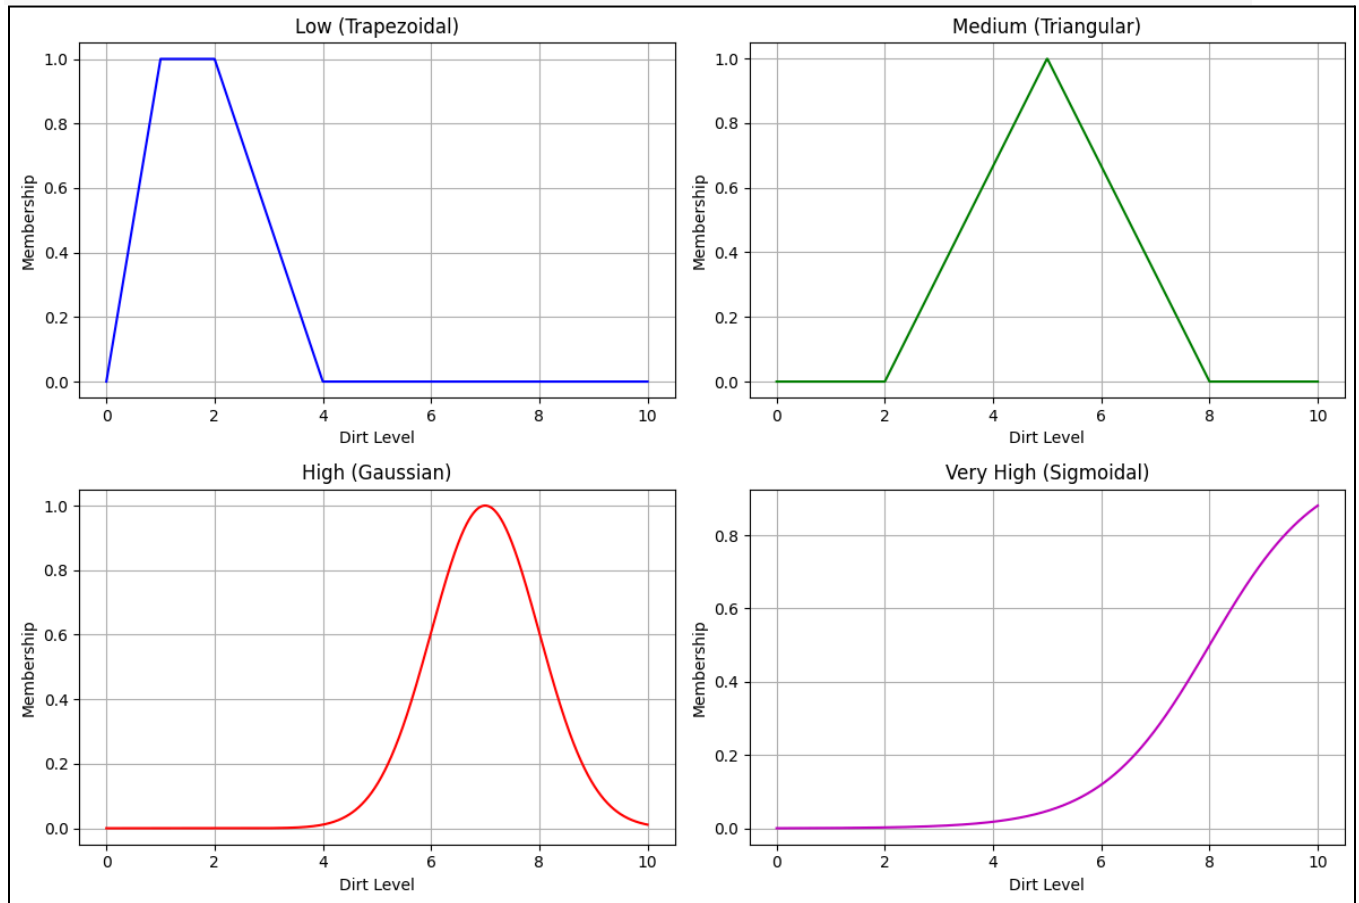 Low (Trapezoidal)
1.0
0.8
0.6
0.4
0.2
0.0
Membership
0 2 4 6 8 10
Dirt Level
Medium (Triangular)
1.0
0.8
0.6
0.4
0.2
0.0
Membership
0 2 4 6 8 10
Dirt Level
High (Gaussian)
1.0
0.8
0.6
0.4
0.2
0.0
Membership
0 2 4 6 8 10
Dirt Level
Very High (Sigmoidal)
0.8
0.6
0.4
0.2
0.0
Membership
0 2 4 6 8 10
Dirt Level